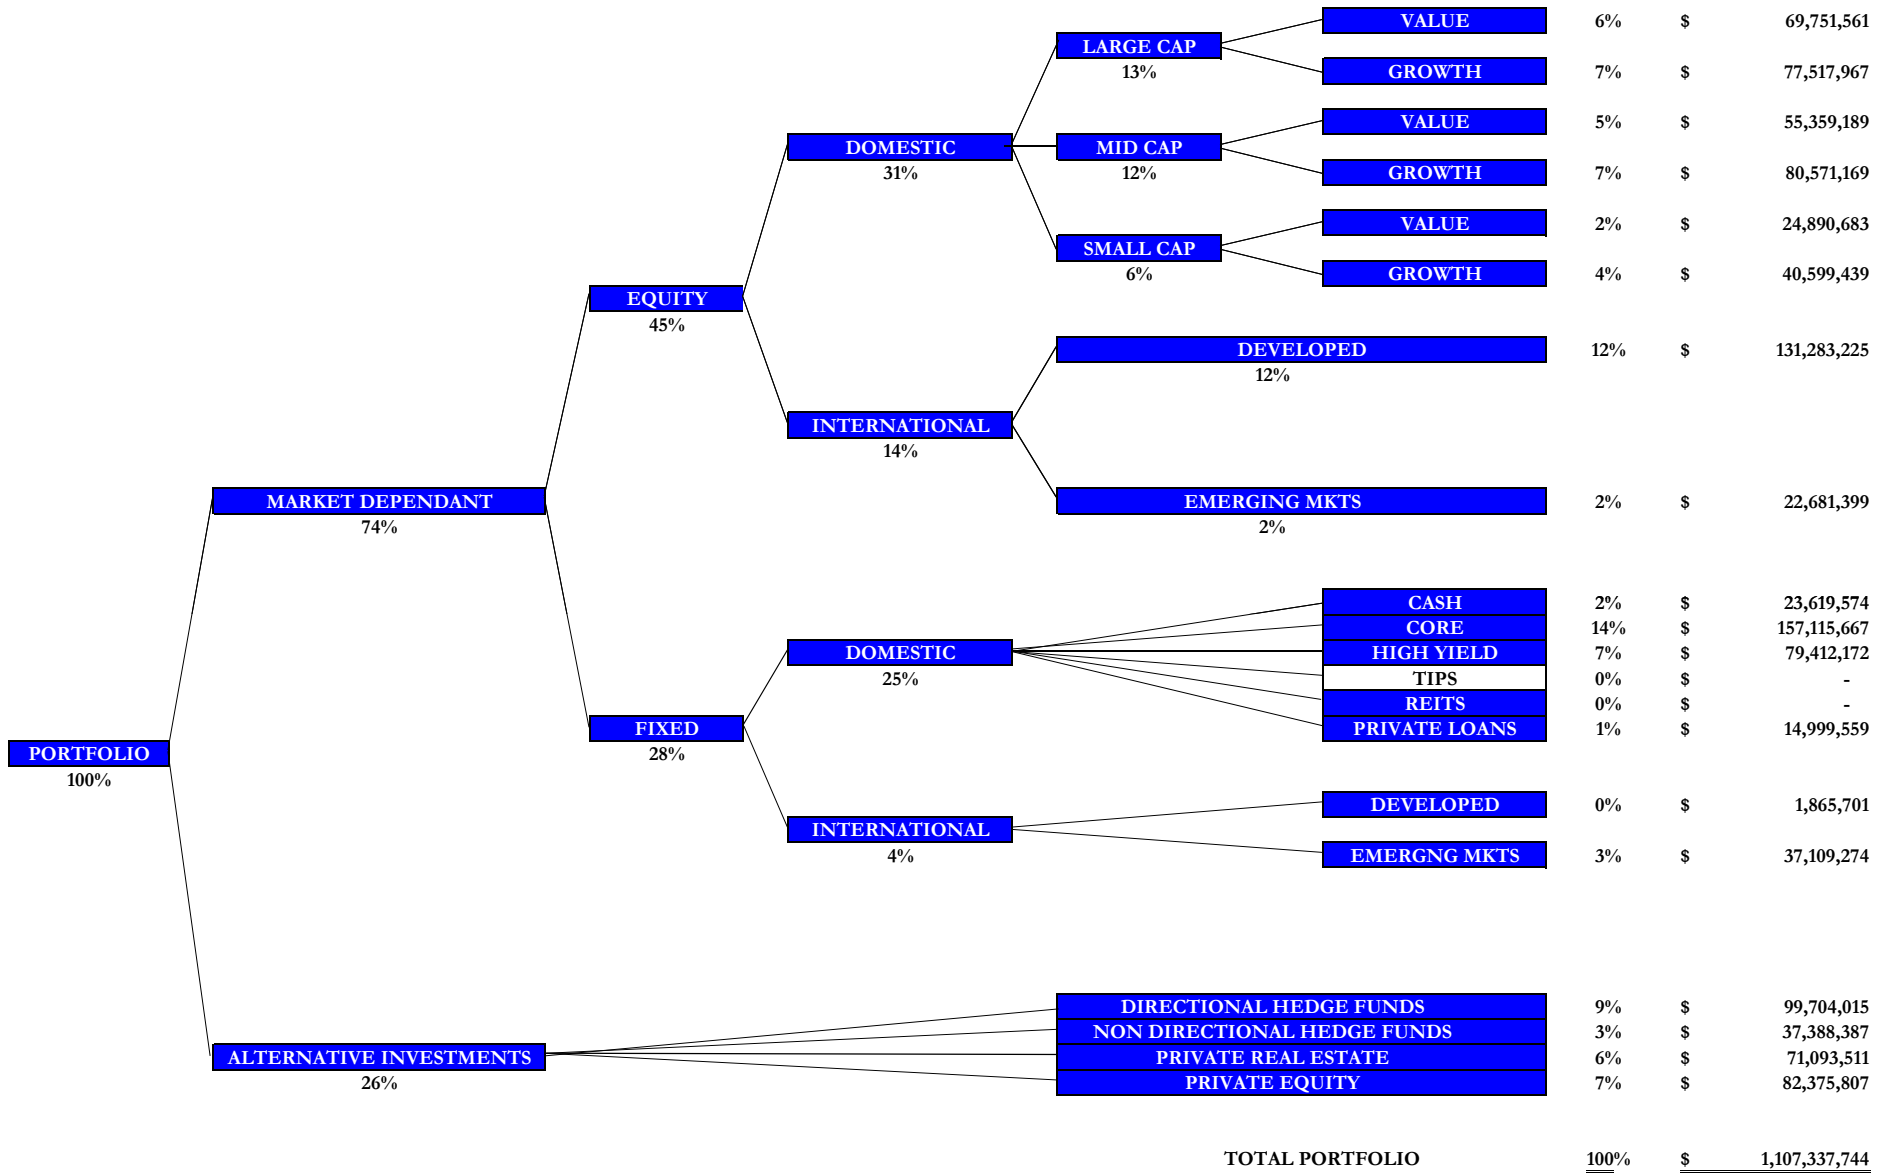 VALUE 6% $ 69,751,561
LARGE CAP
13%
GROWTH 7% $ 77,517,967
VALUE 5% $ 55,359,189
DOMESTIC MID CAP
31% 12%
GROWTH 7% $ 80,571,169
VALUE 2% $ 24,890,683
SMALL CAP
6%
GROWTH 4% $ 40,599,439
EQUITY
45%
DEVELOPED 12% $ 131,283,225
12%
INTERNATIONAL
14%
MARKET DEPENDANT EMERGING MKTS 2% $ 22,681,399
74% 2%
CASH 2% $ 23,619,574
CORE 14% $ 157,115,667
DOMESTIC HIGH YIELD 7% $ 79,412,172
25% TIPS 0% $ -
REITS 0% $ -
FIXED PRIVATE LOANS 1% $ 14,999,559
PORTFOLIO 28%
100%
DEVELOPED 0% $ 1,865,701
INTERNATIONAL
4% EMERGNG MKTS 3% $ 37,109,274
DIRECTIONAL HEDGE FUNDS 9% $ 99,704,015
NON DIRECTIONAL HEDGE FUNDS 3% $ 37,388,387
ALTERNATIVE INVESTMENTS PRIVATE REAL ESTATE 6% $ 71,093,511
26% PRIVATE EQUITY 7% $ 82,375,807
TOTAL PORTFOLIO 100% $ 1,107,337,744